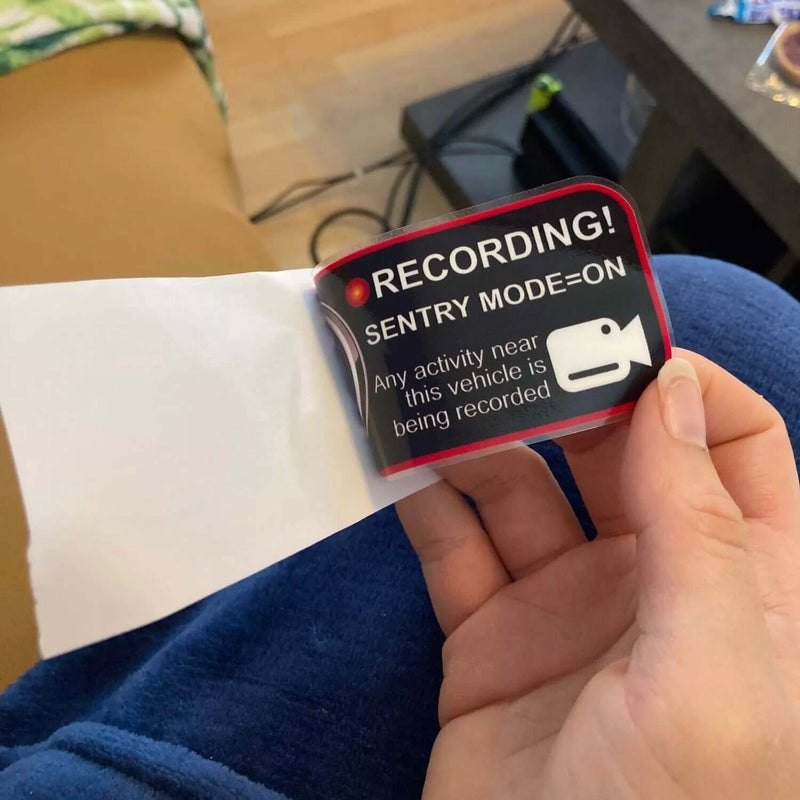 RECORDING!
SENTRY MODE=ON
Any activity near
this vehicle is
being recorded